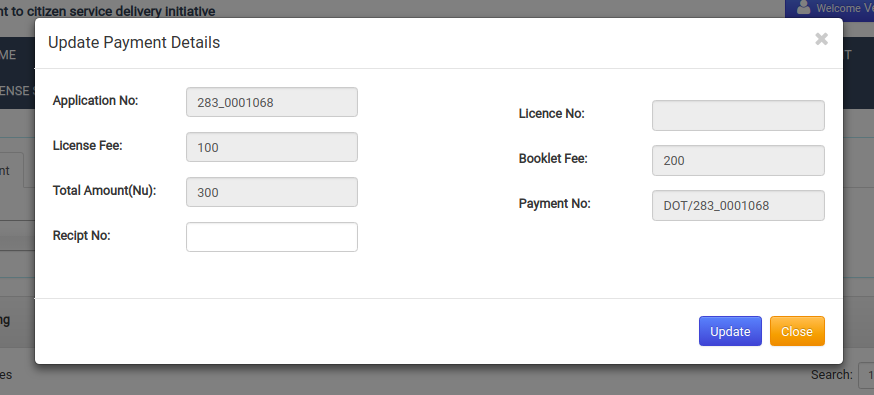 nt to citizen service delivery initiative
Welcome Ve
ME
T
ENSE S
Update Payment Details
Application No:
283_0001068
Licence No:
License Fee:
100
Booklet Fee:
200
Total Amount(Nu):
300
Payment No:
DOT/283_0001068
Recipt No:
Update
Close
nt
ng
es
Search:
1